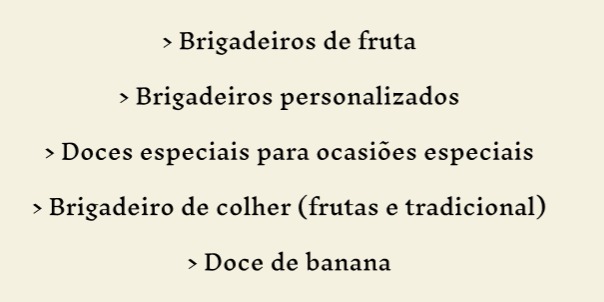 > Brigadeiros de fruta
> Brigadeiros personalizados
> Doces especiais para ocasiões especiais
> Brigadeiro de colher (frutas e tradicional)
> Doce de banana